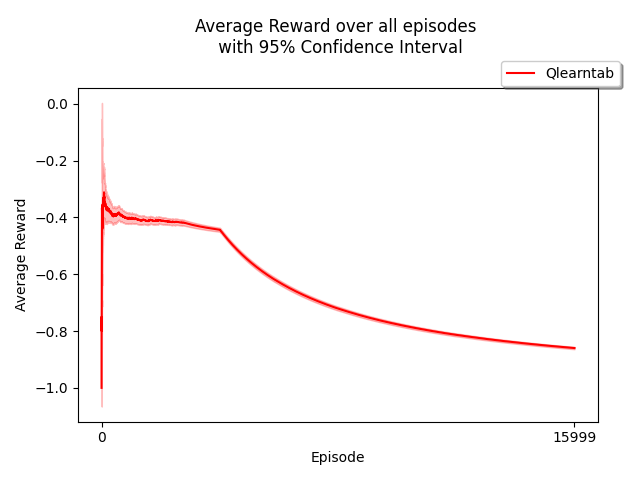 Average Reward over all episodes
with 95% Confidence Interval
Qlearntab
0.0
−0.2
−0.4
−0.6
−0.8
−1.0
Average Reward
0
15999
Episode